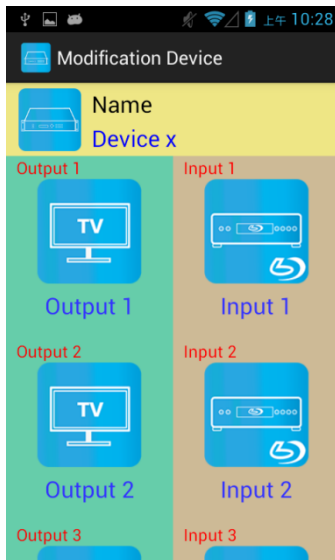 上午 10:28
Modification Device
Name
Device x
Output 1
Input 1
TV
Output 1
Input 1
Output 2
Input 2
TV
Output 2
Input 2
Output 3
Input 3